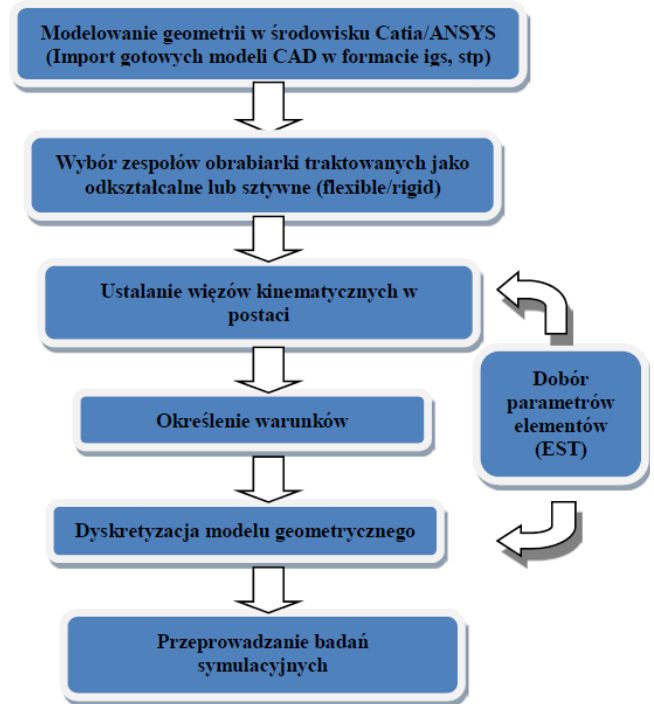 Modelowanie geometrii w środowisku Catia/ANSYS
(Import gotowych modeli CAD w formacie igs, stp)
Wybór zespołów obrabiarki traktowanych jako
odkształcalne lub sztywne (flexible/rigid)
Ustalanie więzów kinematycznych w
postaci
Dobór
parametrów
elementów
(EST)
Określenie warunków
Dyskretyzacja modelu geometrycznego
Przeprowadzanie badań
symulacyjnych